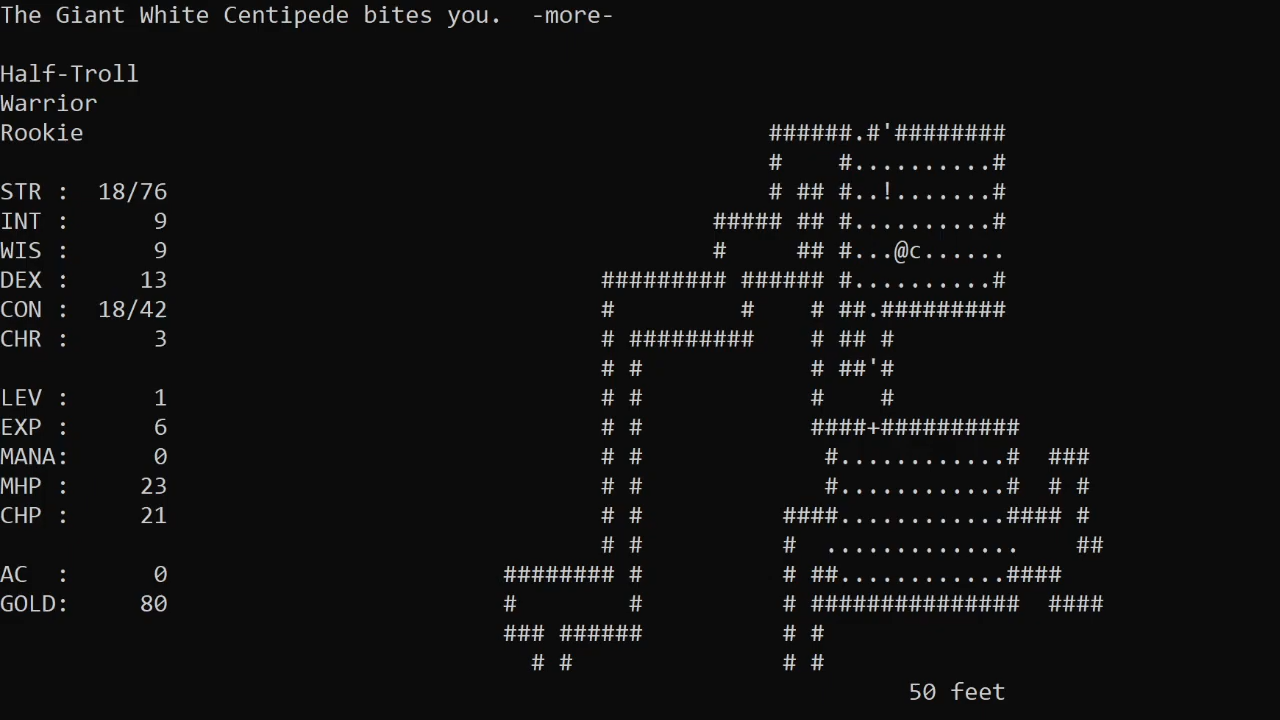 The Giant White Centipede bites you.  -more-
Half-Troll
Warrior
Rookie                                                 ######.#'########
                                                       #    #..........#
STR :  18/76                                           # ## #..!.......#
INT :      9                                       ##### ## #..........#
WIS :      9                                       #     ## #...@c......
DEX :     13                               ######### ###### #..........#
CON :  18/42                               #         #    # ##.#########
CHR :      3                               # #########    # ## #
                                           # #            # ##'#
LEV :      1                               # #            #    #
EXP :      6                               # #            ####+##########
MANA:      0                               # #             #............#  ###
MHP :     23                               # #             #............#  # #
CHP :     21                               # #          ####............#### #
                                           # #          #  ..............    ##
AC  :      0                        ######## #          # ##............####
GOLD:     80                        #        #          # ###############  ####
                                    ### ######          # #
                                      # #               # #
                                                                 50 feet